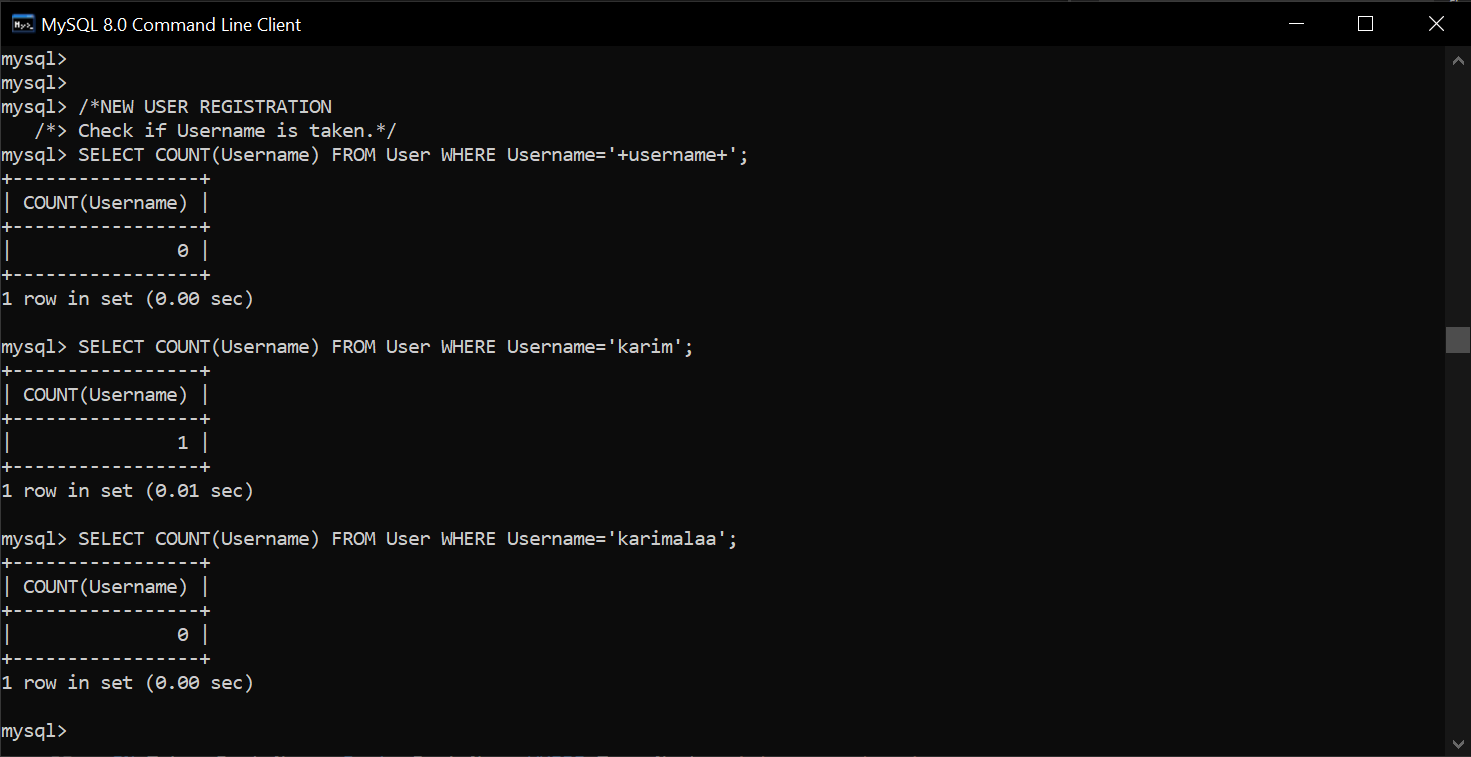 MySQL 8.0 Command Line Client
mysql>
mysql>
mysql> /*NEW USER REGISTRATION
   /*> Check if Username is taken.*/
mysql> SELECT COUNT(Username) FROM User WHERE Username='+username+';
+-----------------+
| COUNT(Username) |
+-----------------+
|               0 |
+-----------------+
1 row in set (0.00 sec)

mysql> SELECT COUNT(Username) FROM User WHERE Username='karim';
+-----------------+
| COUNT(Username) |
+-----------------+
|               1 |
+-----------------+
1 row in set (0.01 sec)

mysql> SELECT COUNT(Username) FROM User WHERE Username='karimalaa';
+-----------------+
| COUNT(Username) |
+-----------------+
|               0 |
+-----------------+
1 row in set (0.00 sec)

mysql>